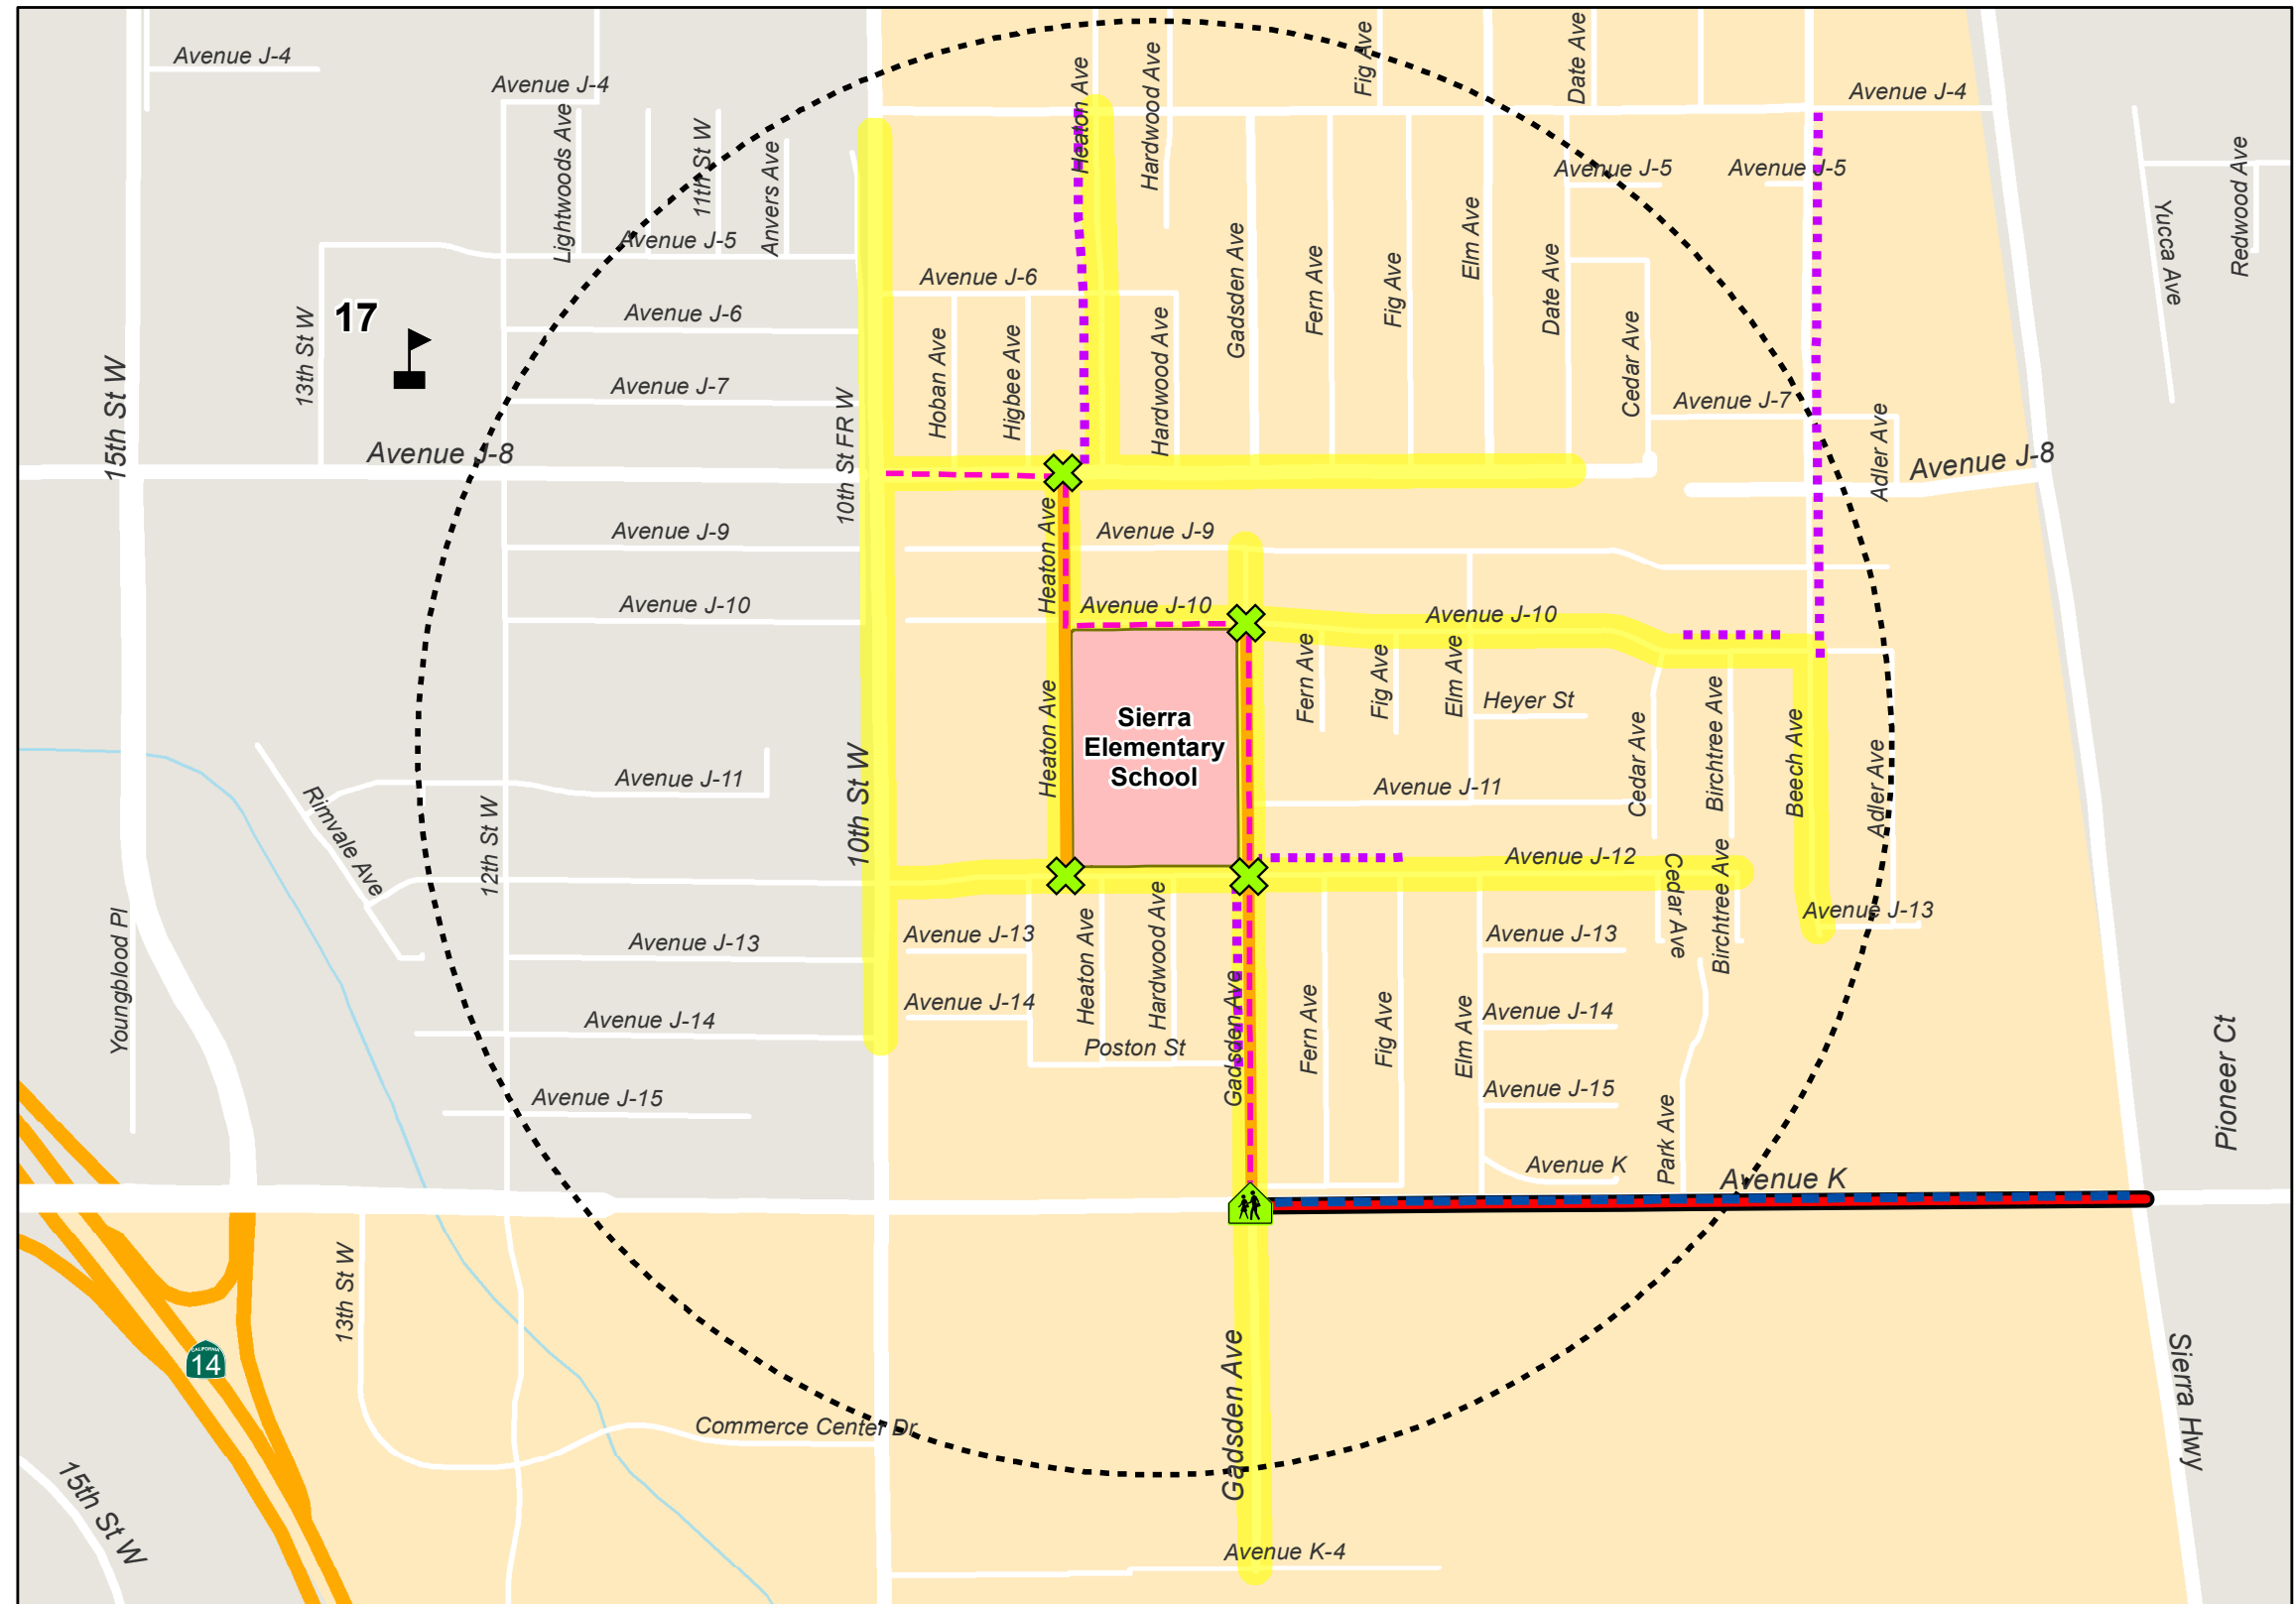 Avenue J-4
Avenue J-4
Lightwoods Ave
11th St W
Anvers Ave
Heaton Ave
Hardwood Ave
Fig Ave
Date Ave
Avenue J-4
Avenue J-5
Avenue J-5
Avenue J-5
Yucca Ave
Redwood Ave
17
13th St W
15th St W
Avenue J-6
Avenue J-6
Avenue J-7
Avenue J-8
10th St FR W
Hoban Ave
Higbee Ave
Hardwood Ave
Gadsden Ave
Fern Ave
Fig Ave
Elm Ave
Date Ave
Cedar Ave
Avenue J-7
Adler Ave
Avenue J-8
Avenue J-9
Heaton Ave
Avenue J-9
Avenue J-10
Avenue J-10
Avenue J-10
Sierra
Elementary
School
Heaton Ave
Fern Ave
Fig Ave
Elm Ave
Heyer St
Cedar Ave
Birchtree Ave
Beech Ave
Adler Ave
Avenue J-11
Avenue J-11
Rimvale Ave
12th St W
10th St W
Avenue J-12
Youngblood Pl
Avenue J-13
Avenue J-13
Avenue J-13
Avenue J-13
Cedar Ave
Birchtree Ave
Heaton Ave
Hardwood Ave
Gadsden Ave
Fern Ave
Fig Ave
Elm Ave
Avenue J-14
Avenue J-14
Avenue J-14
Poston St
Avenue J-15
Avenue J-15
Park Ave
Avenue K
Avenue K
Pioneer Ct
13th St W
CALIFORNIA
14
Commerce Center Dr
Gadsden Ave
Sierra Hwy
15th St W
Avenue K-4